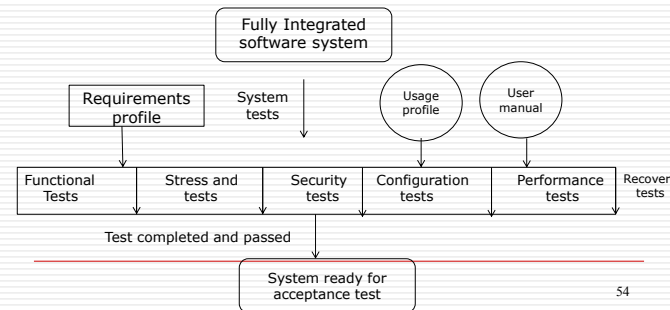 Fully Integrated
software system
Requirements
profile
System
tests
Usage
profile
User
manual
Functional
Tests
Stress and
tests
Security
tests
Configuration
tests
Performance
tests
Recover
tests
Test completed and passed
System ready for
acceptance test
54